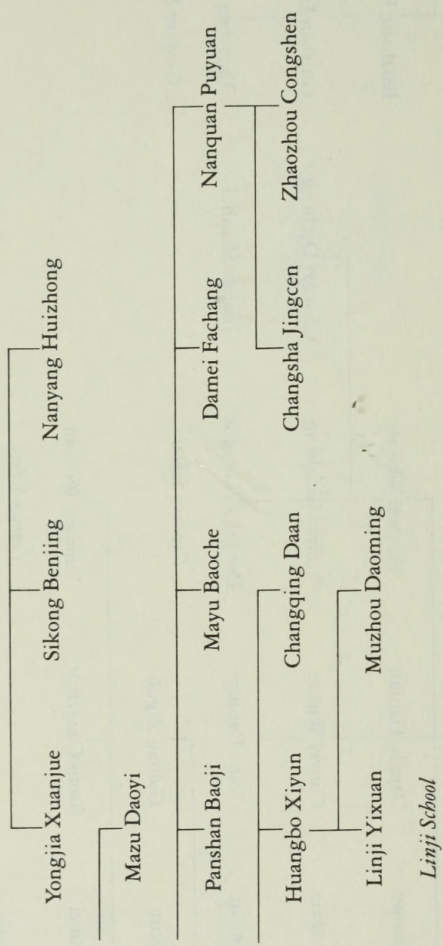 Yongjia Xuanjue Sikong Benjing Nanyang Huizhong
Mazu Daoyi
Panshan Baoji Mayu Baoche Damei Fachang Nanquan Puyuan
Huangbo Xiyun Changqing Daan Changsha Jingcen Zhaozhou Congshen
Linji Yixuan Muzhou Daoming
Linji School